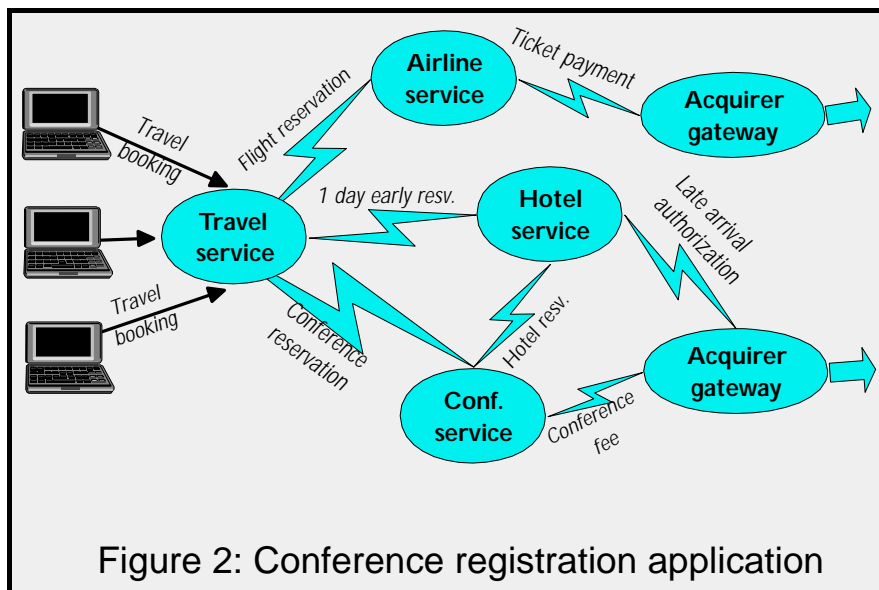 Airline
service
Ticket payment
Acquirer
gateway
Flight reservation
Travel
booking
1 day early resv.
Hotel
service
Late arrival
authorization
Travel
service
Travel
booking
Conference
reservation
Hotel resv.
Acquirer
gateway
Conf.
service
Conference
fee
Figure 2: Conference registration application